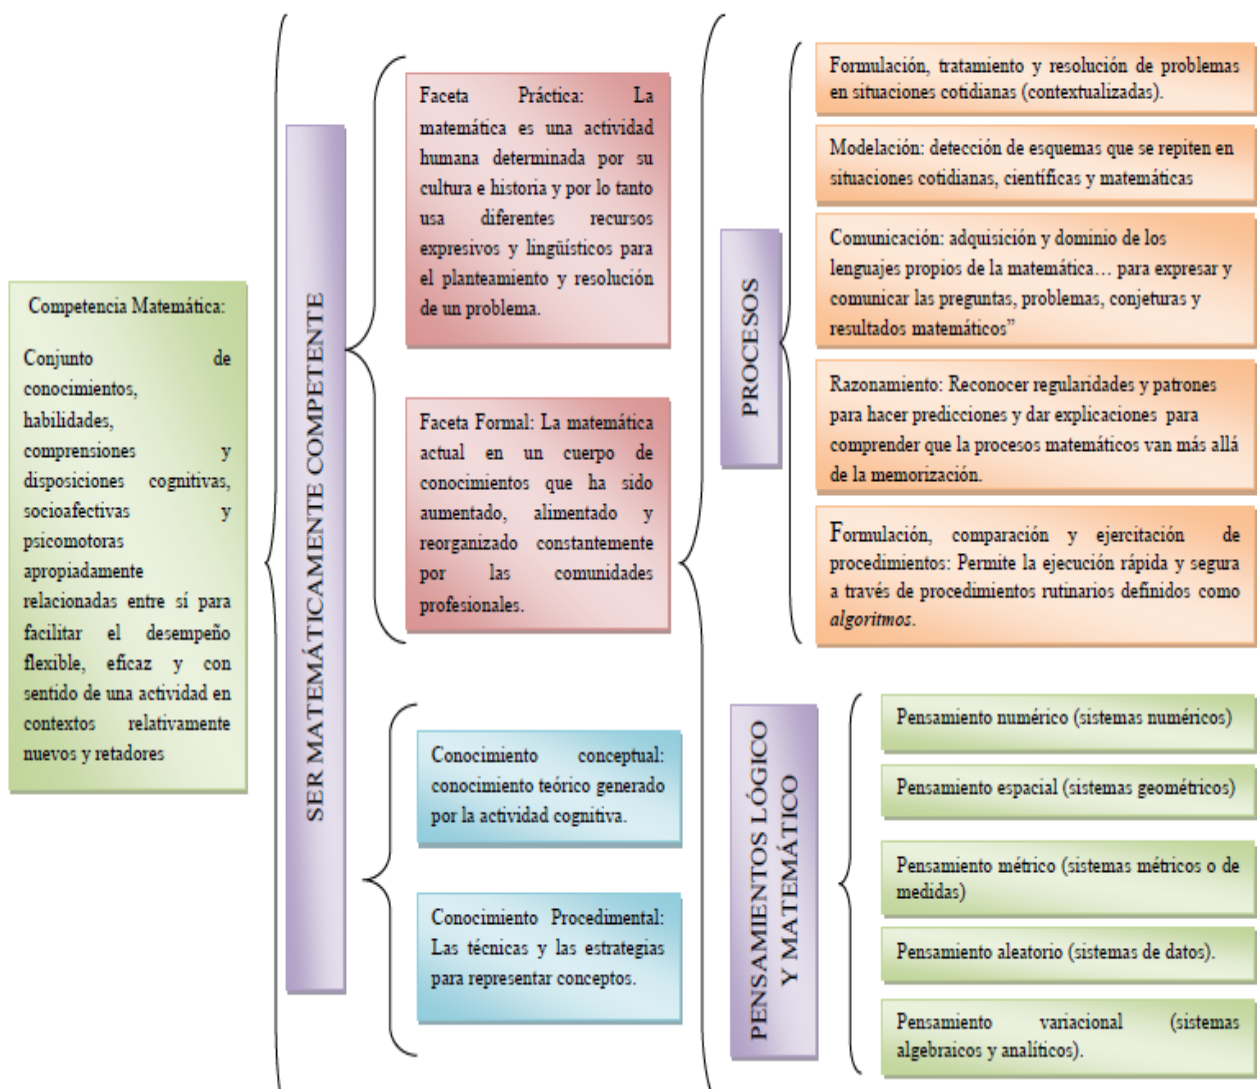 Competencia Matemática:
Conjunto de
conocimientos,
habilidades,
comprensiones y
disposiciones cognitivas,
socioafectivas y
psicomotoras
apropiadamente
relacionadas entre sí para
facilitar el desempeño
flexible, eficaz y con
sentido de una actividad en
contextos relativamente
nuevos y retadores
SER MATEMÁTICAMENTE COMPETENTE
Faceta Práctica: La
matemática es una actividad
humana determinada por su
cultura e historia y por lo tanto
usa diferentes recursos
expresivos y lingüísticos para
el planteamiento y resolución
de un problema.
Faceta Formal: La matemática
actual en un cuerpo de
conocimientos que ha sido
aumentado, alimentado y
reorganizado constantemente
por las comunidades
profesionales.
Conocimiento conceptual:
conocimiento teórico generado
por la actividad cognitiva.
Conocimiento Procedimental:
Las técnicas y las estrategias
para representar conceptos.
PROCESOS
Formulación, tratamiento y resolución de problemas
en situaciones cotidianas (contextualizadas).
Modelación: detección de esquemas que se repiten en
situaciones cotidianas, científicas y matemáticas
Comunicación: adquisición y dominio de los
lenguajes propios de la matemática… para expresar y
comunicar las preguntas, problemas, conjeturas y
resultados matemáticos”
Razonamiento: Reconocer regularidades y patrones
para hacer predicciones y dar explicaciones para
comprender que la procesos matemáticos van más allá
de la memorización.
Formulación, comparación y ejercitación de
procedimientos: Permite la ejecución rápida y segura
a través de procedimientos rutinarios definidos como
algoritmos.
PENSAMIENTOS LÓGICO
Y MATEMÁTICO
Pensamiento numérico (sistemas numéricos)
Pensamiento espacial (sistemas geométricos)
Pensamiento métrico (sistemas métricos o de
medidas)
Pensamiento aleatorio (sistemas de datos).
Pensamiento variacional (sistemas
algebraicos y analíticos).